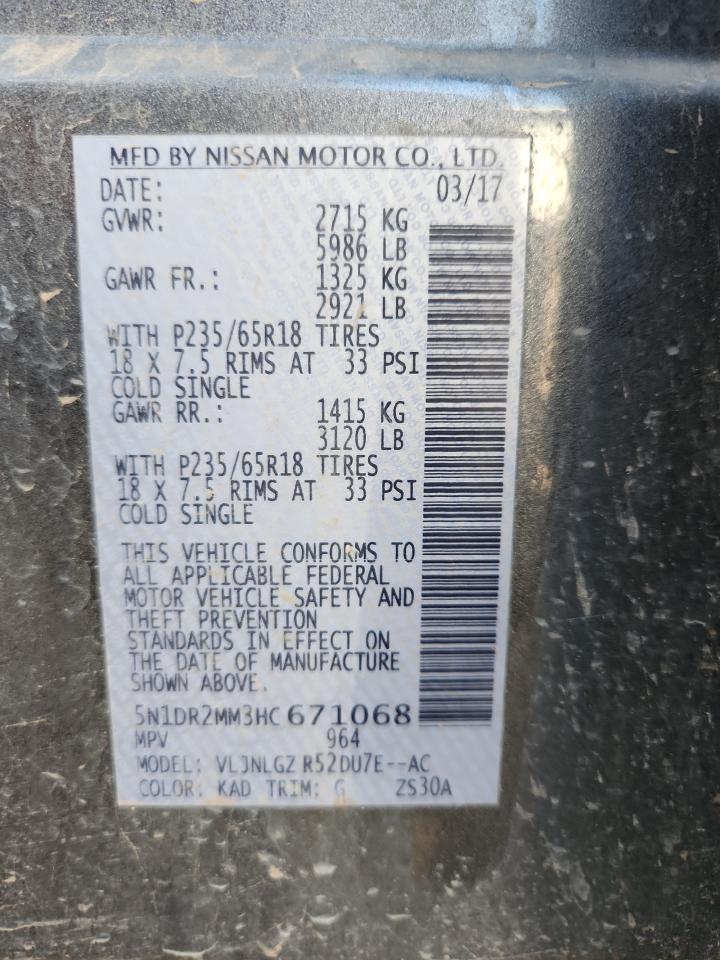 MFD BY NISSAN MOTOR CO., LTD.
DATE: 03/17
GVWR: 2715 KG
5986 LB
GAWR FR.: 1325 KG
2921 LB
WITH P235/65R18 TIRES
18 X 7.5 RIMS AT 33 PSI
COLD SINGLE
GAWR RR.: 1415 KG
3120 LB
WITH P235/65R18 TIRES
18 X 7.5 RIMS AT 33 PSI
COLD SINGLE
THIS VEHICLE CONFORMS TO
ALL APPLICABLE FEDERAL
MOTOR VEHICLE SAFETY AND
THEFT PREVENTION
STANDARDS IN EFFECT ON
THE DATE OF MANUFACTURE
SHOWN ABOVE.
5N1DR2MM3HC671068
MPV 964
MODEL: VLJNLGZ R52DU7E--AC
COLOR: KAD TRIM: G ZS30A